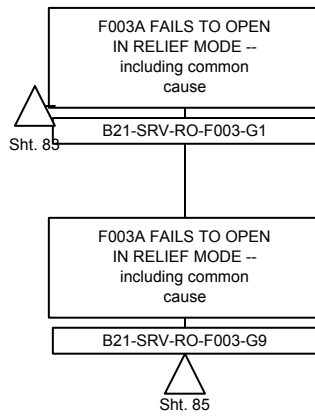 F003A FAILS TO OPEN
IN RELIEF MODE --
including common
cause
B21-SRV-RO-F003-G1
Sht. 83
F003A FAILS TO OPEN
IN RELIEF MODE --
including common
cause
B21-SRV-RO-F003-G9
Sht. 85